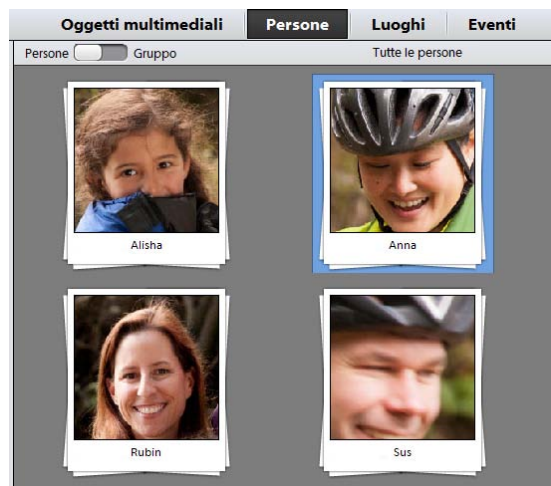 Oggetti multimediali Persone Luoghi Eventi
Persone Gruppo Tutte le persone
Alisha Anna
Rubin Sus